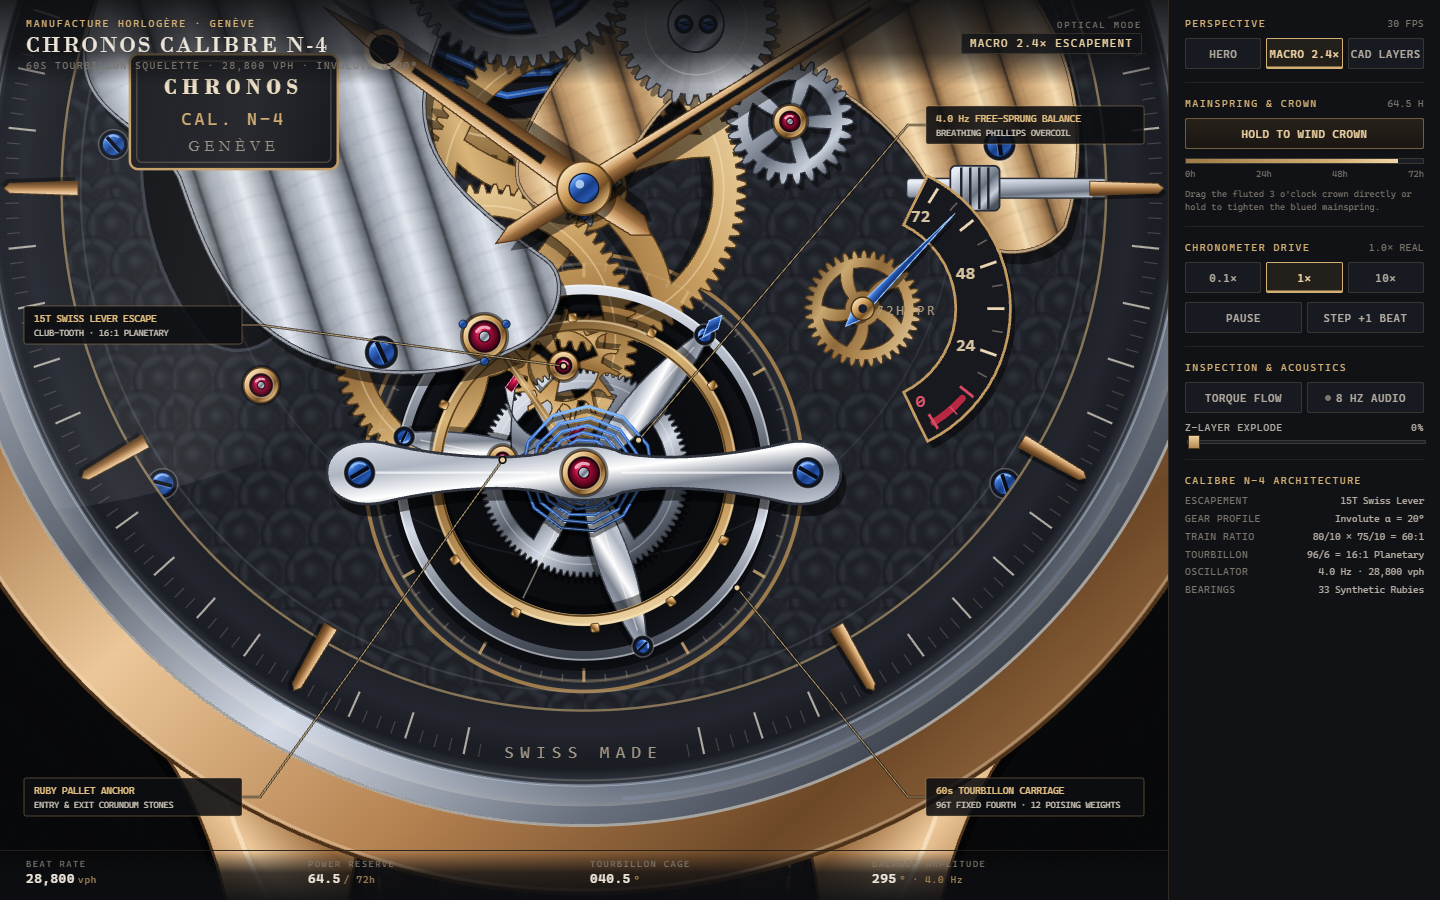 MANUFACTURE HORLOGÈRE · GENÈVE
CHRONOS CALIBRE N-4
60S TOURBILLON SQUELETTE · 28,800 VPH ·
CHRONOS
CAL. N-4
GENÈVE
OPTICAL MODE
MACRO 2.4× ESCAPEMENT
4.0 Hz FREE-SPRUNG BALANCE
BREATHING PHILLIPS OVERCOIL
15T SWISS LEVER ESCAPE
CLUB-TOOTH · 16:1 PLANETARY
72
48
24
0
RUBY PALLET ANCHOR
ENTRY & EXIT CORUNDUM STONES
SWISS MADE
60s TOURBILLON CARRIAGE
96T FIXED FOURTH · 12 POISING WEIGHTS
BEAT RATE
28,800 vph
POWER RESERVE
64.5 / 72h
TOURBILLON CAGE
040.5 °
BALANCE AMPLITUDE
295 ° · 4.0 Hz
PERSPECTIVE
30 FPS
HERO
MACRO 2.4×
CAD LAYERS
MAINSPRING & CROWN
64.5 H
HOLD TO WIND CROWN
0h 24h 48h 72h
Drag the fluted 3 o'clock crown directly or
hold to tighten the blued mainspring.
CHRONOMETER DRIVE
1.0× REAL
0.1×
1×
10×
PAUSE
STEP +1 BEAT
INSPECTION & ACOUSTICS
TORQUE FLOW
8 HZ AUDIO
Z-LAYER EXPLODE 0%
CALIBRE N-4 ARCHITECTURE
ESCAPEMENT 15T Swiss Lever
GEAR PROFILE Involute α = 20°
TRAIN RATIO 80/10 × 75/10 = 60:1
TOURBILLON 96/6 = 16:1 Planetary
OSCILLATOR 4.0 Hz · 28,800 vph
BEARINGS 33 Synthetic Rubies